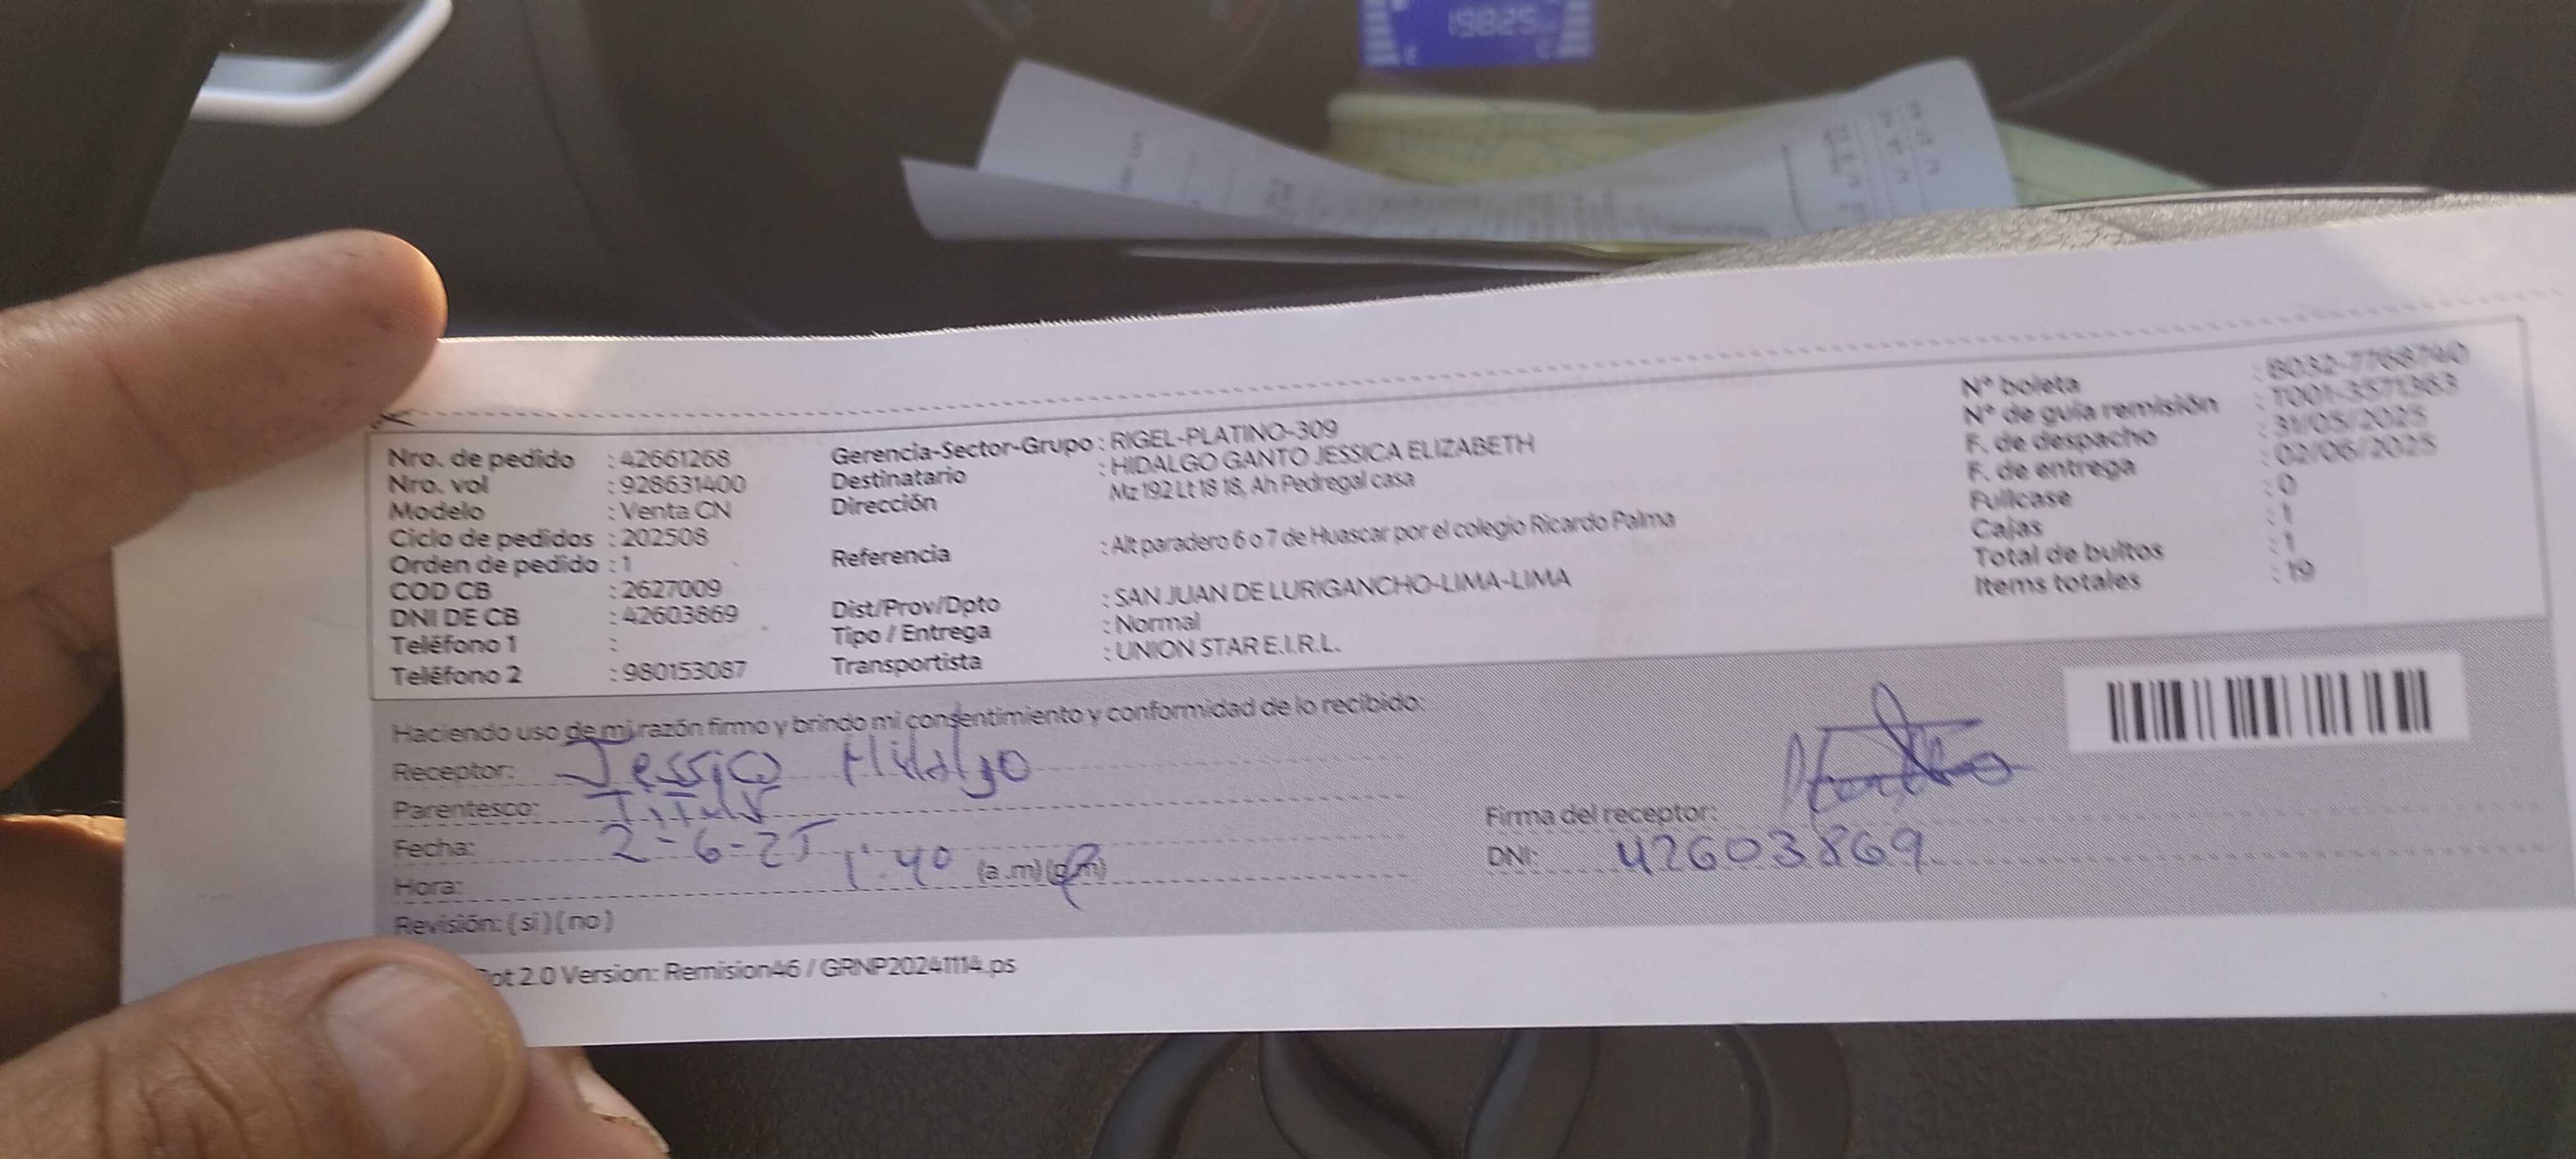 19825
Nro. de pedido : 42661268
Nro. vol : 928631400
Modelo : Venta CN
Ciclo de pedidos : 202508
Orden de pedido : 1
COD CB : 2627009
DNI DE CB : 42603869
Teléfono 1 :
Teléfono 2 : 980153087
Gerencia-Sector-Grupo : RIGEL-PLATINO-309
Destinatario : HIDALGO GANTO JESSICA ELIZABETH
Dirección Mz 192 Lt 18 18, Ah Pedregal casa
Referencia : Alt paradero 6 o 7 de Huascar por el colegio Ricardo Palma
Dist/Prov/Dpto : SAN JUAN DE LURIGANCHO-LIMA-LIMA
Tipo / Entrega : Normal
Transportista : UNION STAR E.I.R.L.
N° boleta : B032-7768740
N° de guía remisión : T001-3571363
F. de despacho : 31/05/2025
F. de entrega : 02/06/2025
Fullcase : 0
Cajas : 1
Total de bultos : 1
Items totales : 19
Haciendo uso de mi razón firmo y brindo mi consentimiento y conformidad de lo recibido:
Receptor: Jessica Hidalgo
Parentesco: Titular
Fecha: 2-6-25
Hora: 1:40 (a.m)(p.m)
Revisión: (si)(no)
Firma del receptor:
DNI: 42603869
2.0 Version: Remision46 / GRNP20241114.ps